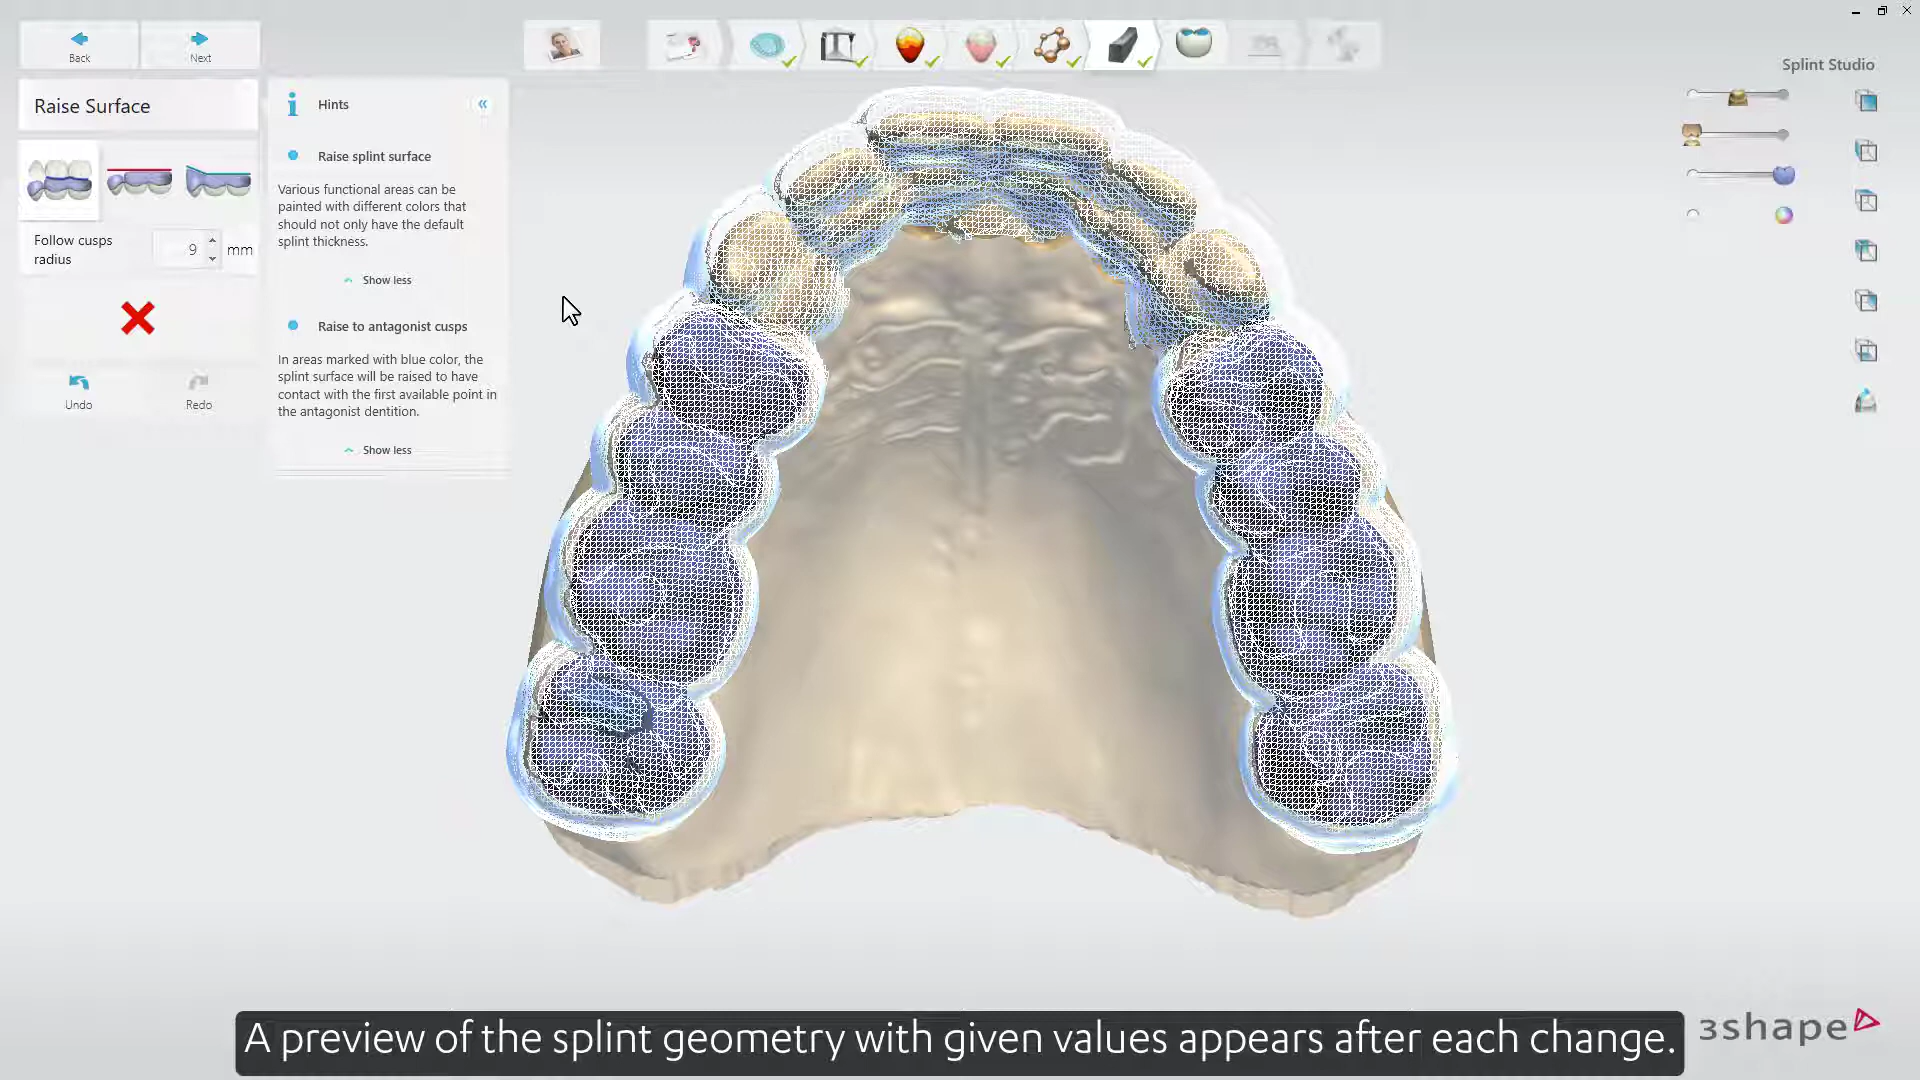 Back
Next
Splint Studio
Raise Surface
Hints
Raise splint surface
Various functional areas can be
painted with different colors that
should not only have the default
splint thickness.
Show less
Follow cusps
radius
9
mm
Raise to antagonist cusps
In areas marked with blue color, the
splint surface will be raised to have
contact with the first available point in
the antagonist dentition.
Show less
Undo
Redo
A preview of the splint geometry with given values appears after each change.
3shape